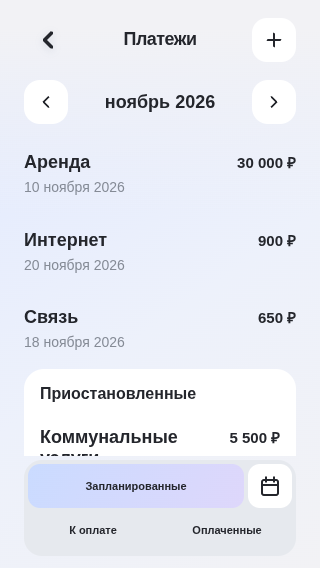 Платежи
ноябрь 2026
Аренда
30 000 ₽
10 ноября 2026
Интернет
900 ₽
20 ноября 2026
Связь
650 ₽
18 ноября 2026
Приостановленные
Коммунальные
5 500 ₽
услуги
Запланированные
К оплате
Оплаченные